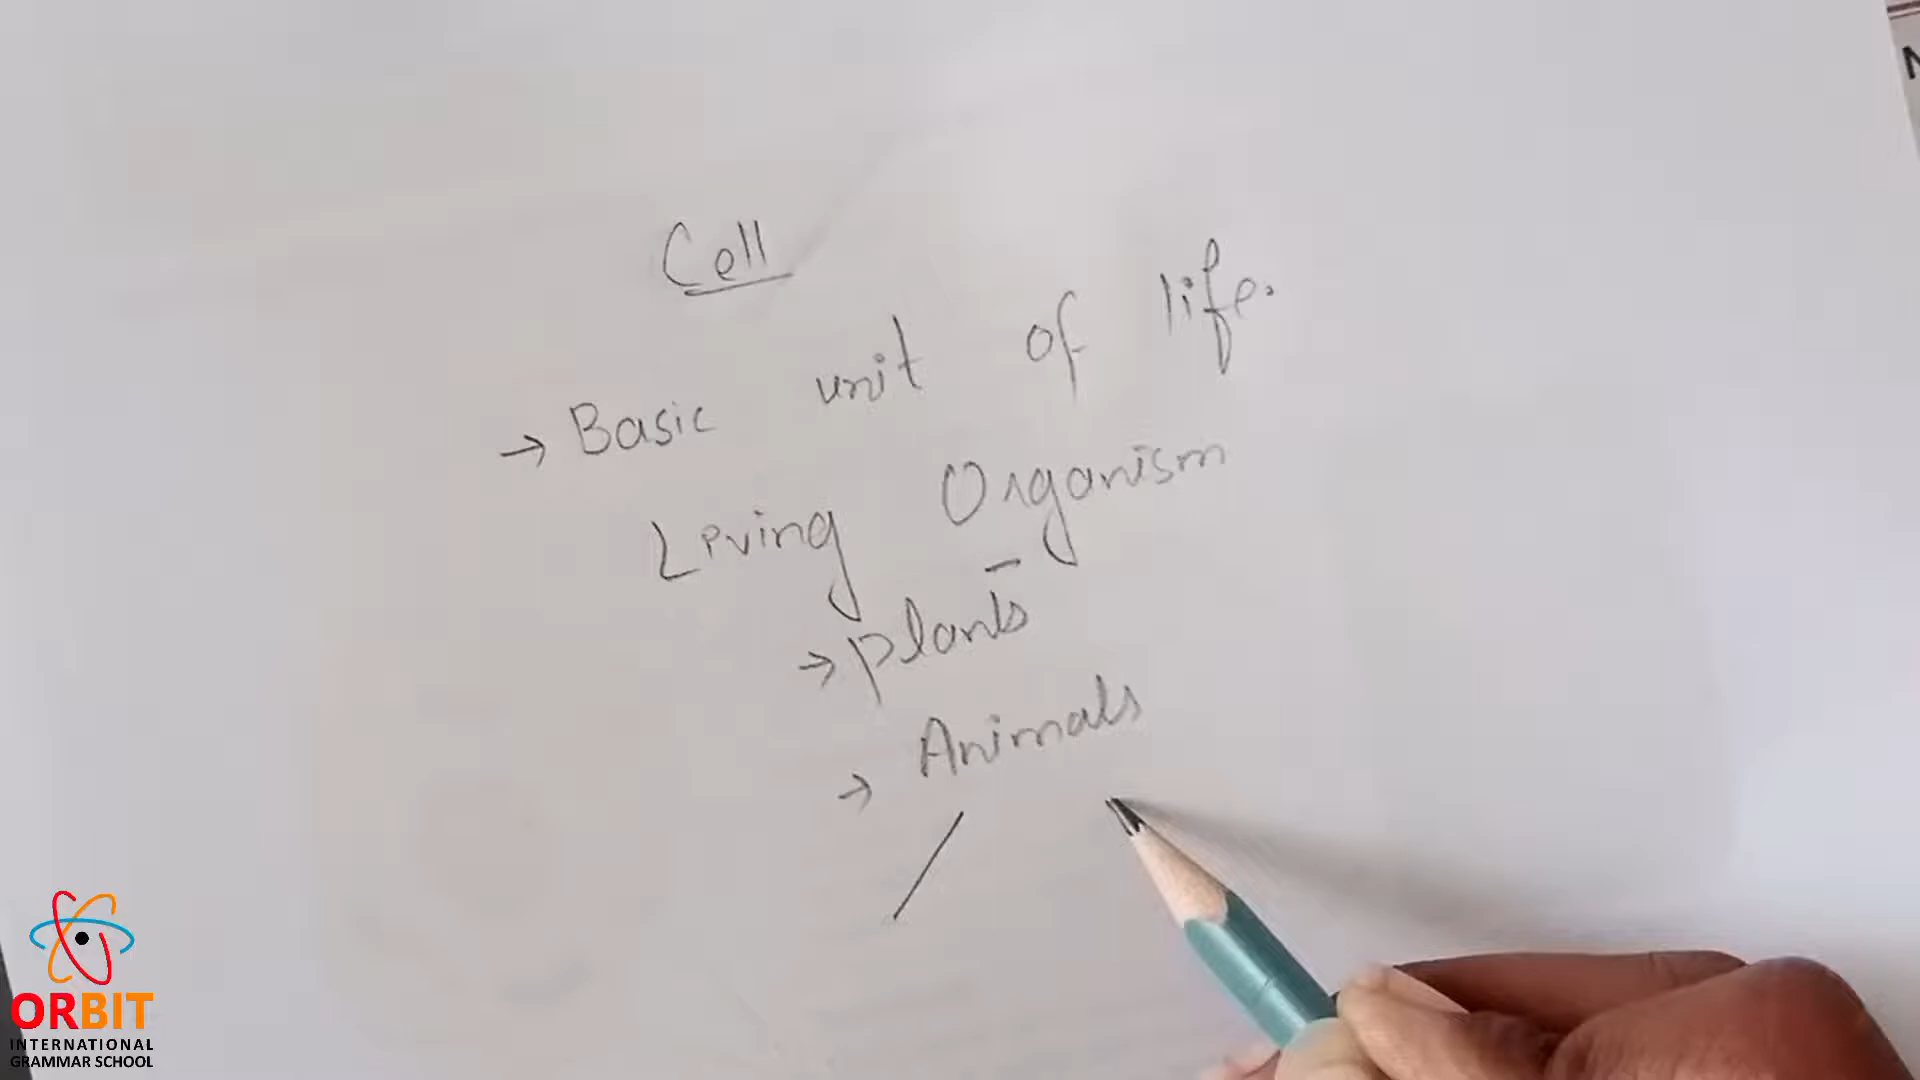 Cell
→ Basic unit of life.
Living Organism
→ plants
→ Animals
N
ORBIT
INTERNATIONAL
GRAMMAR SCHOOL